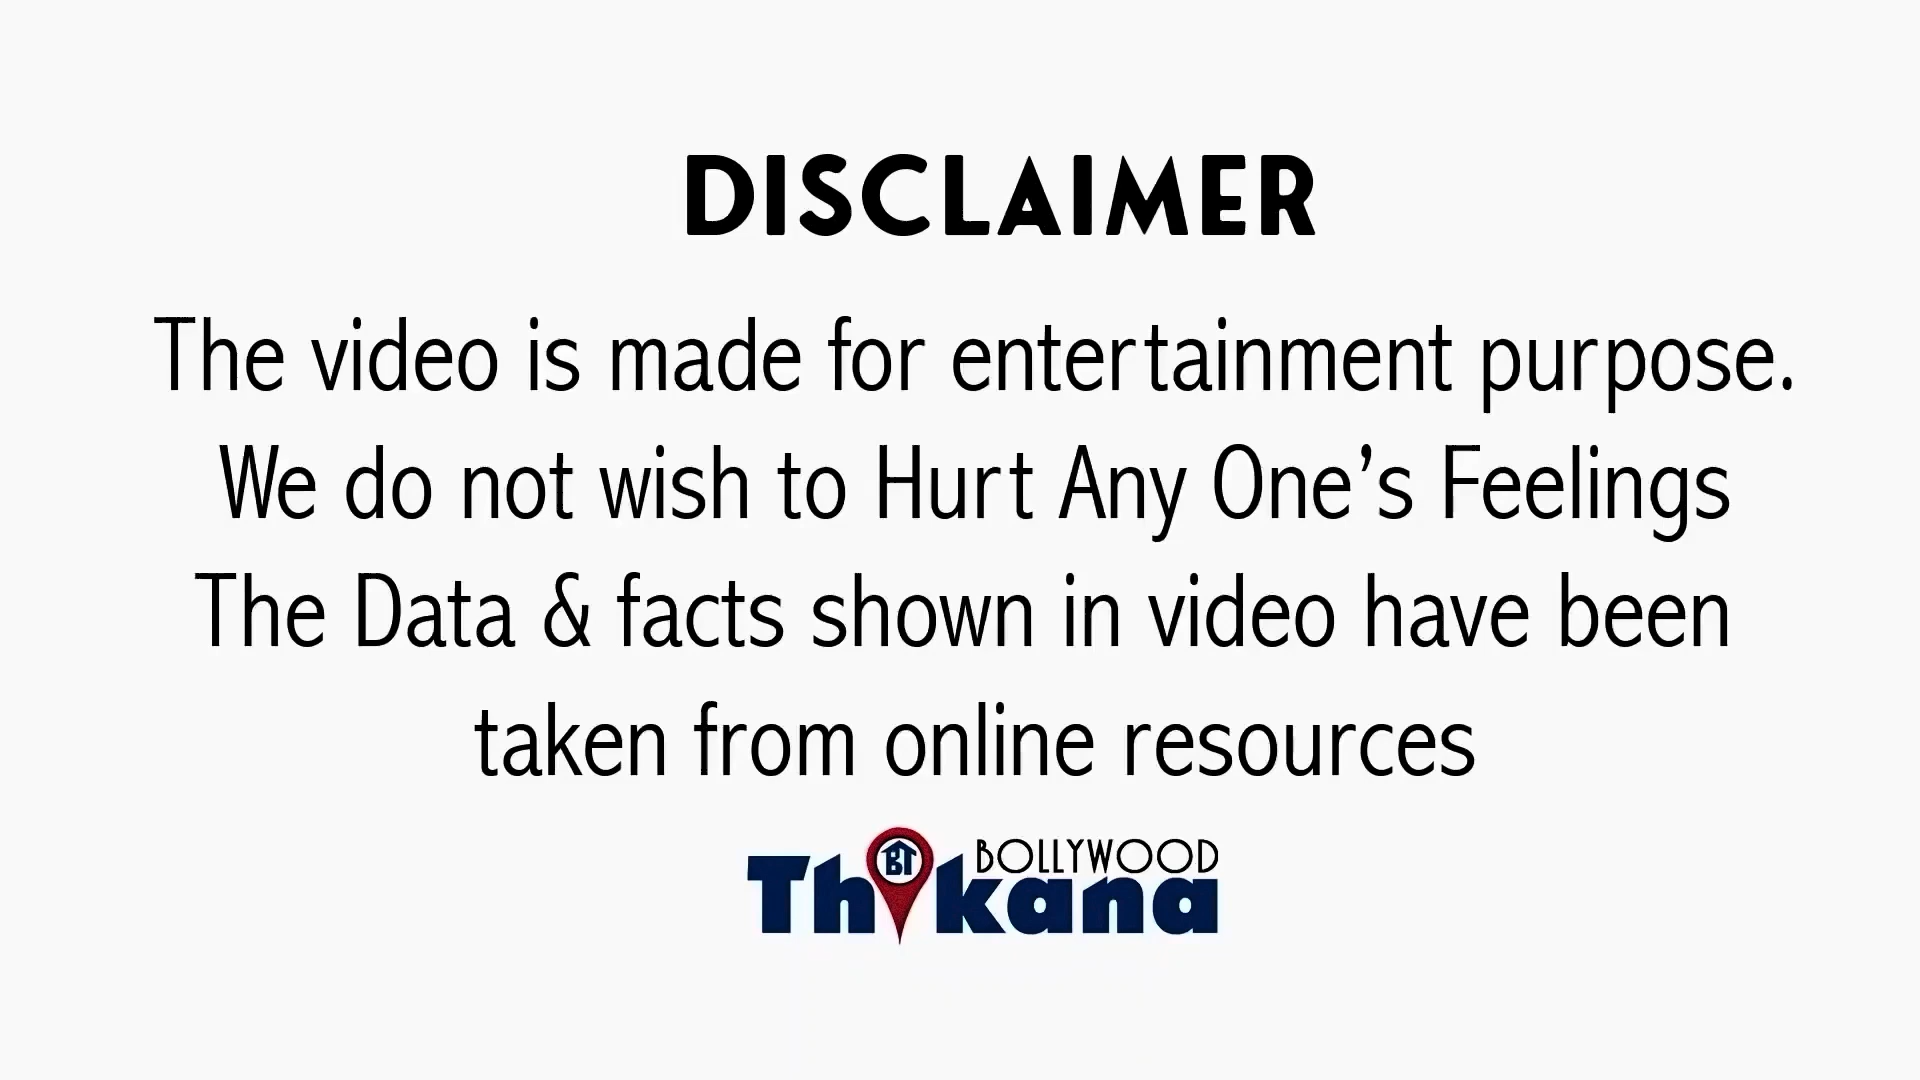 DISCLAIMER
The video is made for entertainment purpose.
We do not wish to Hurt Any One’s Feelings
The Data & facts shown in video have been
taken from online resources
BT
BOLLYWOOD
Thikana